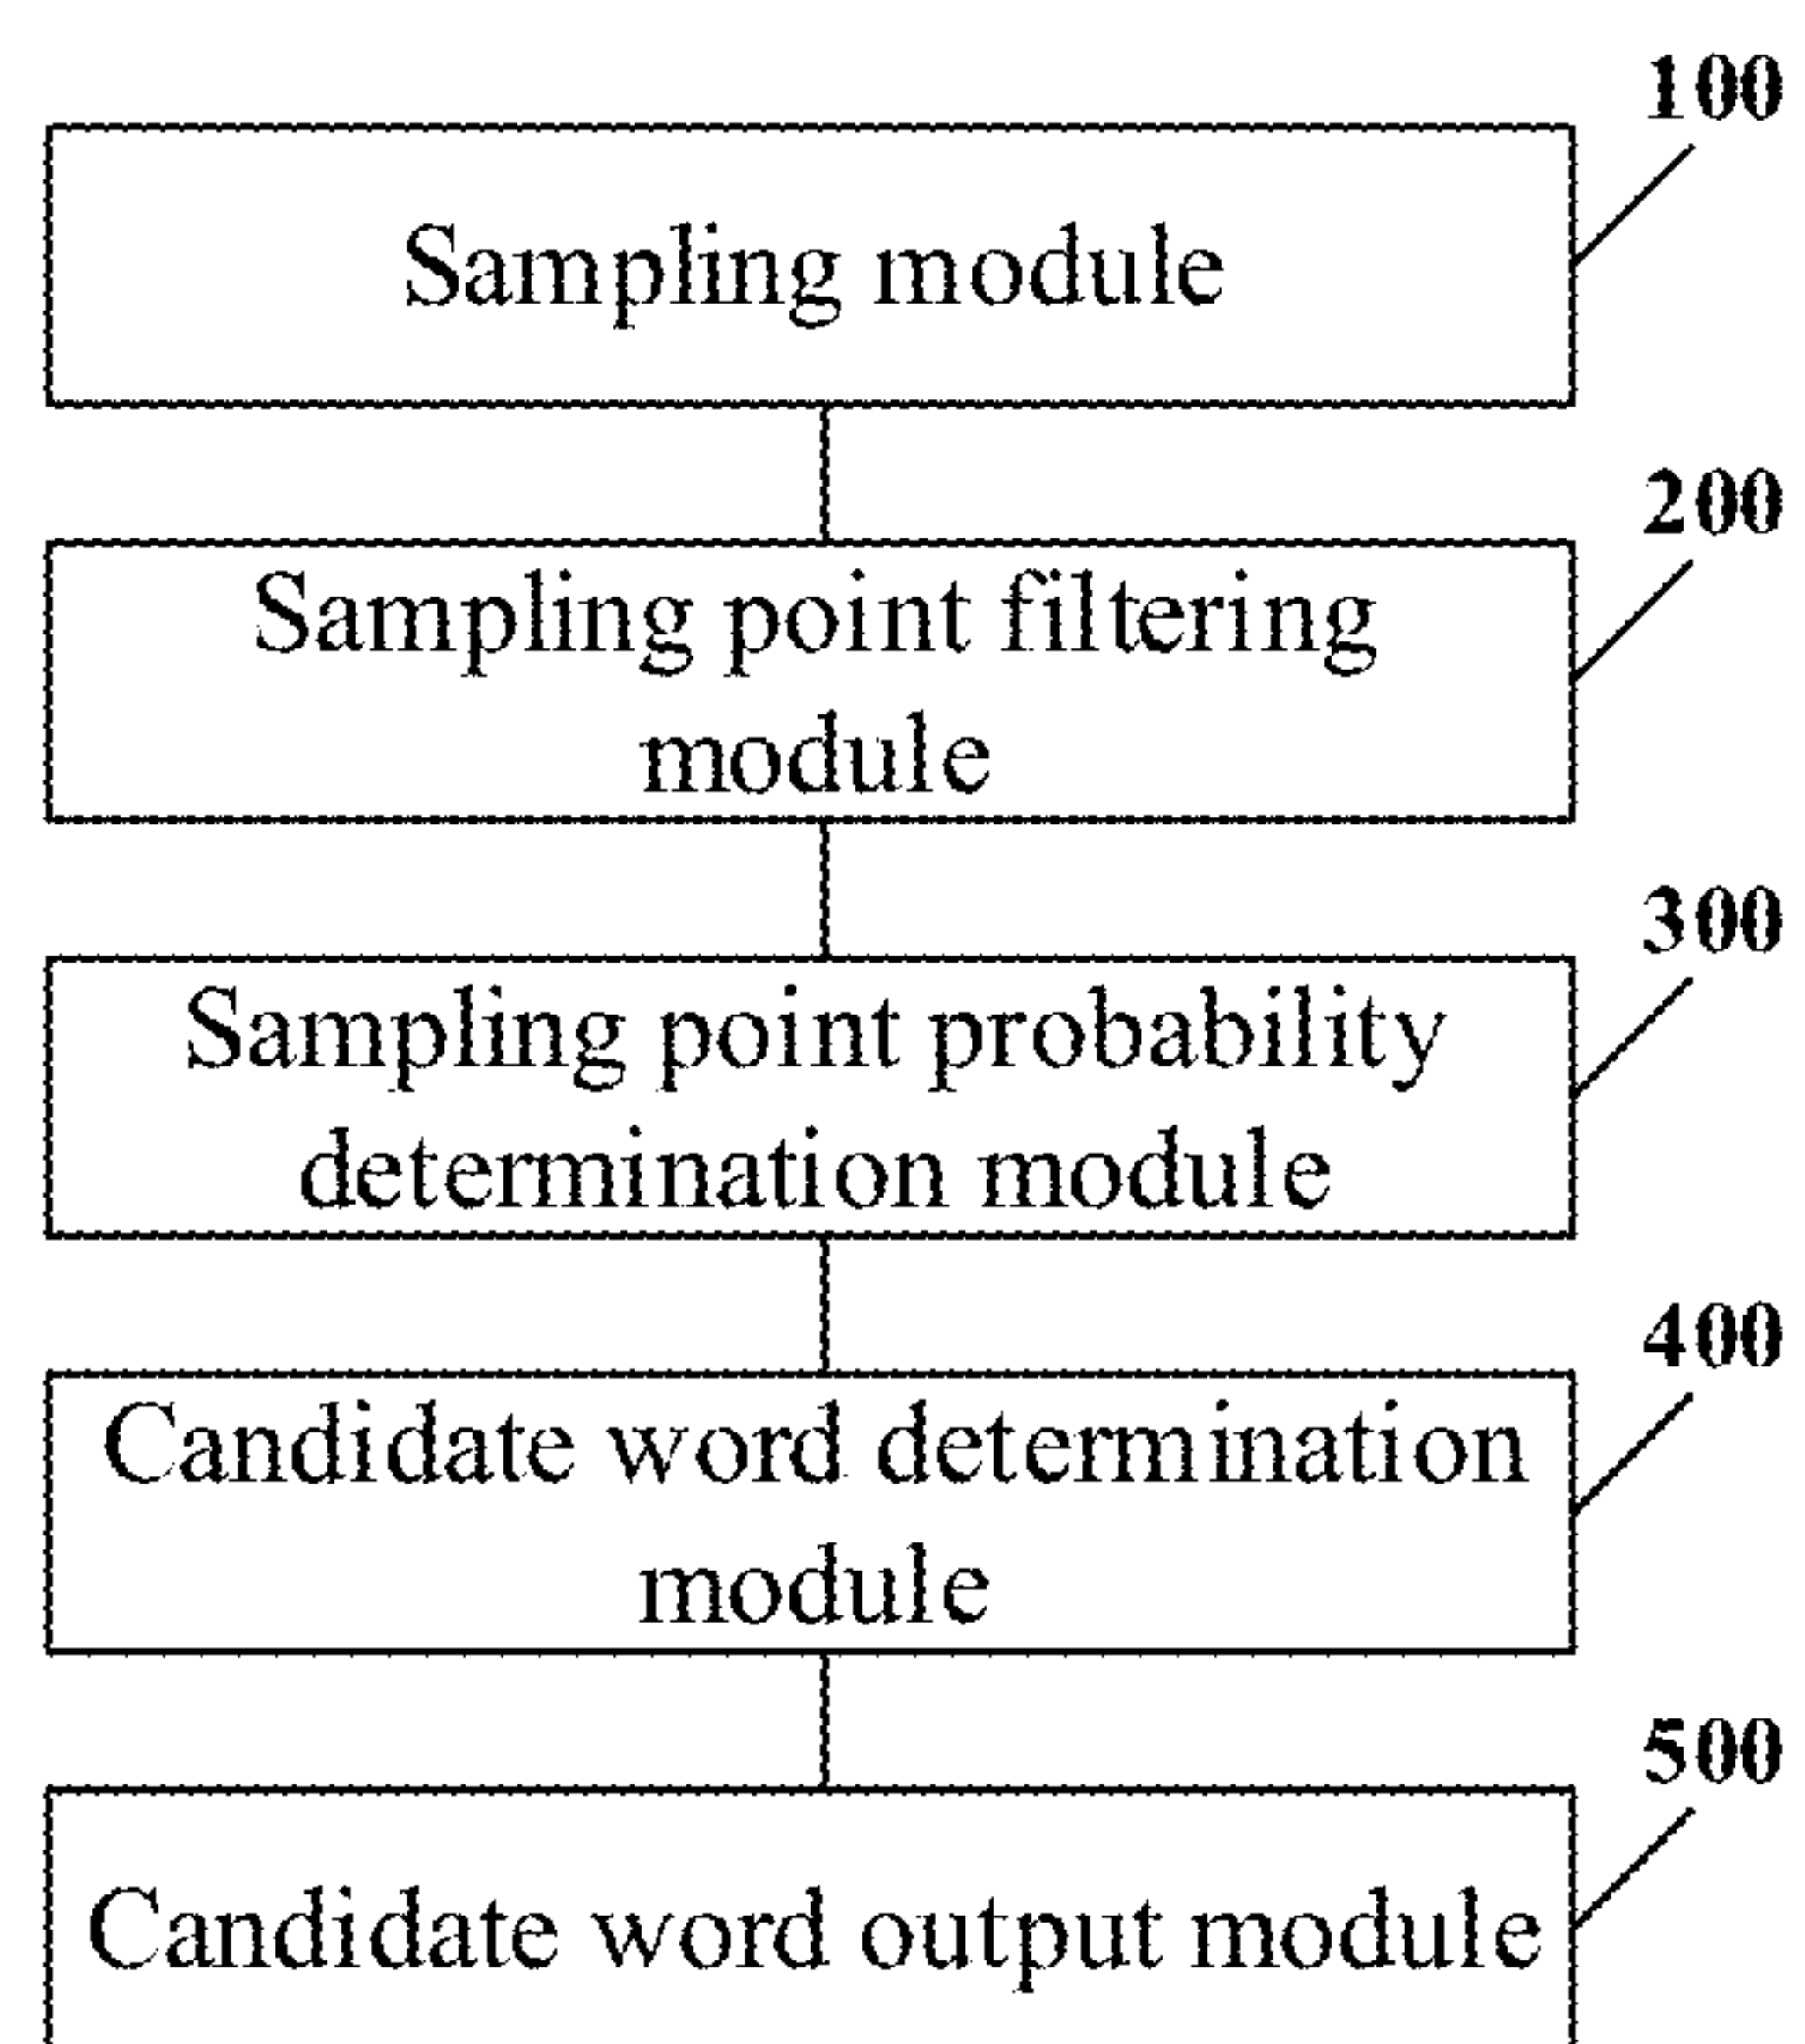 100
Sampling module
200
Sampling point filtering
module
300
Sampling point probability
determination module
400
Candidate word determination
module
500
Candidate word output module